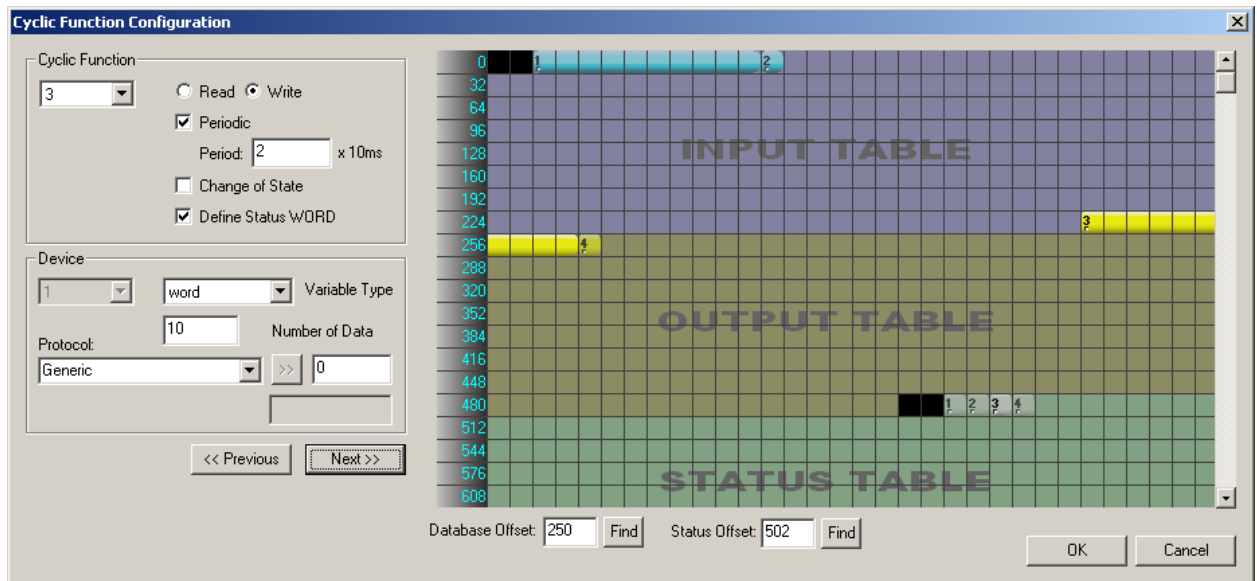 Cyclic Function Configuration
Cyclic Function
3
Read
Write
Periodic
Period: 2 x 10ms
Change of State
Define Status WORD
Device
1
word
Variable Type
10
Number of Data
Protocol:
Generic
>>
0
<< Previous
Next >>
0
32
64
96
128
160
192
224
256
288
320
352
384
416
448
480
512
544
576
608
1
2
INPUT TABLE
3
4
OUTPUT TABLE
1 2 3 4
STATUS TABLE
Database Offset: 250 Find
Status Offset: 502 Find
OK
Cancel